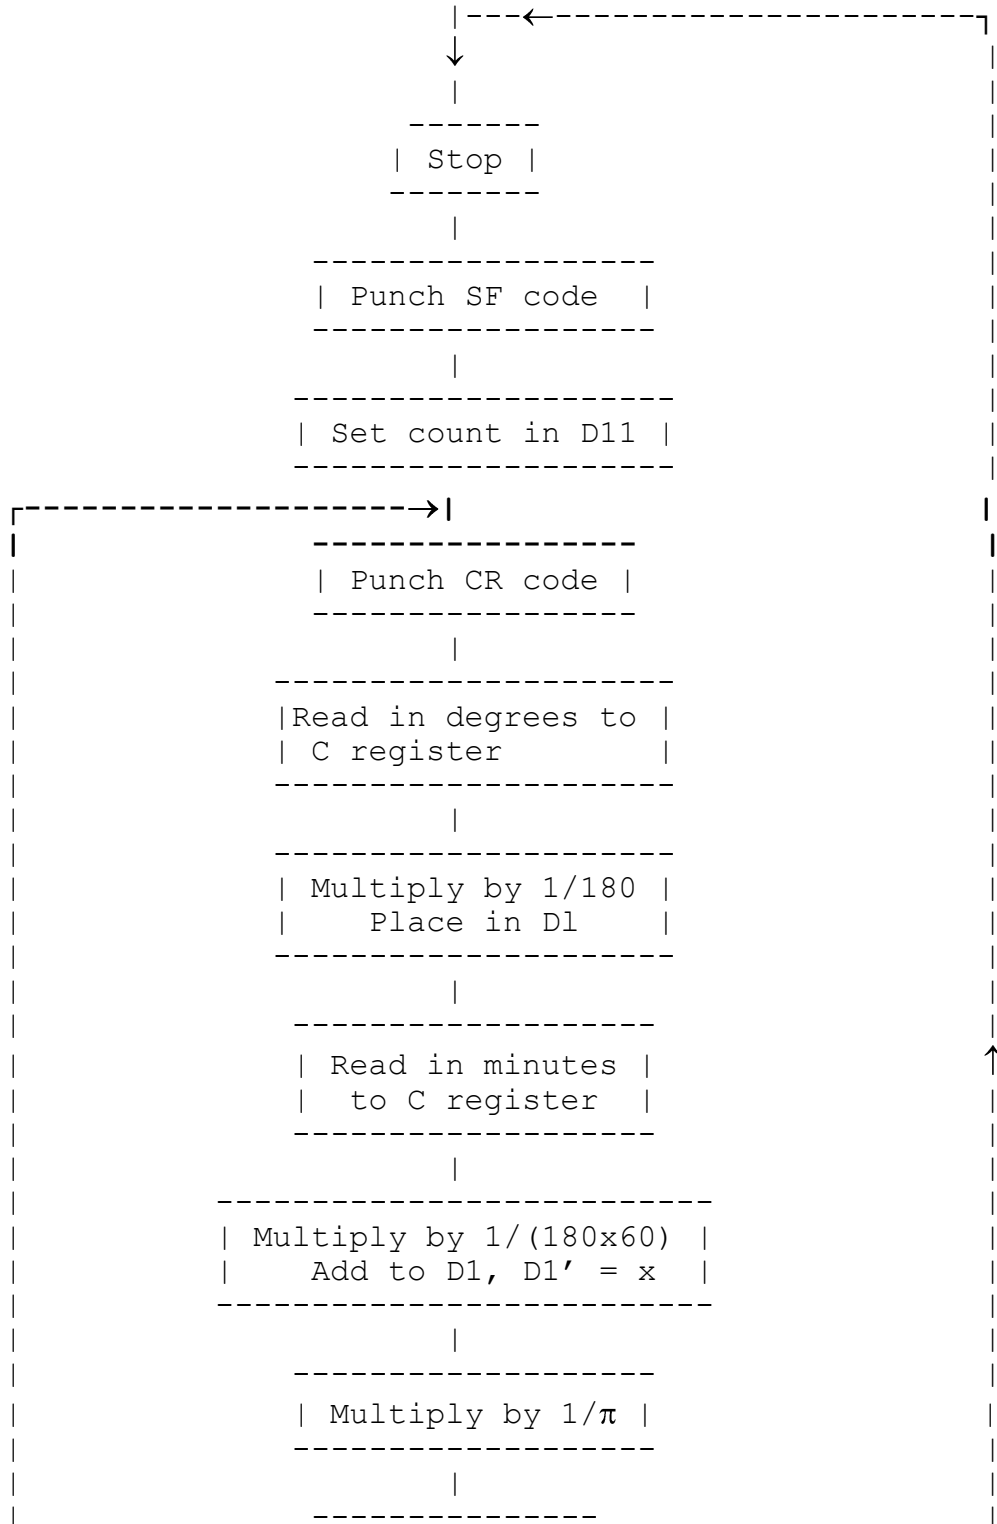 Stop
Punch SF code
Set count in D11
Punch CR code
Read in degrees to
C register
Multiply by 1/180
Place in Dl
Read in minutes
to C register
Multiply by 1/(180x60)
Add to D1, D1′ = x
Multiply by 1/π